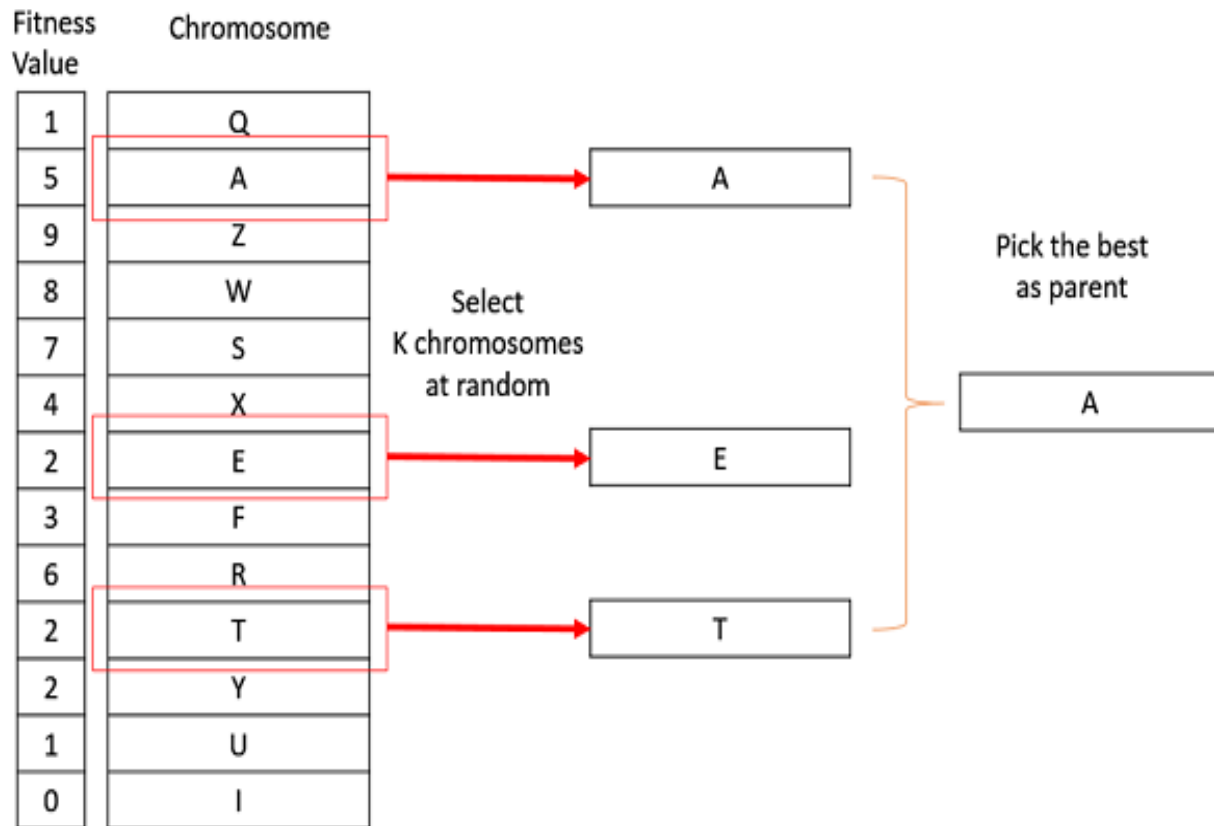 Fitness
Value
Chromosome
1 Q
5 A A
9 Z
8 W
7 S
4 X
2 E E
3 F
6 R
2 T T
2 Y
1 U
0 I
Select
K chromosomes
at random
Pick the best
as parent
A